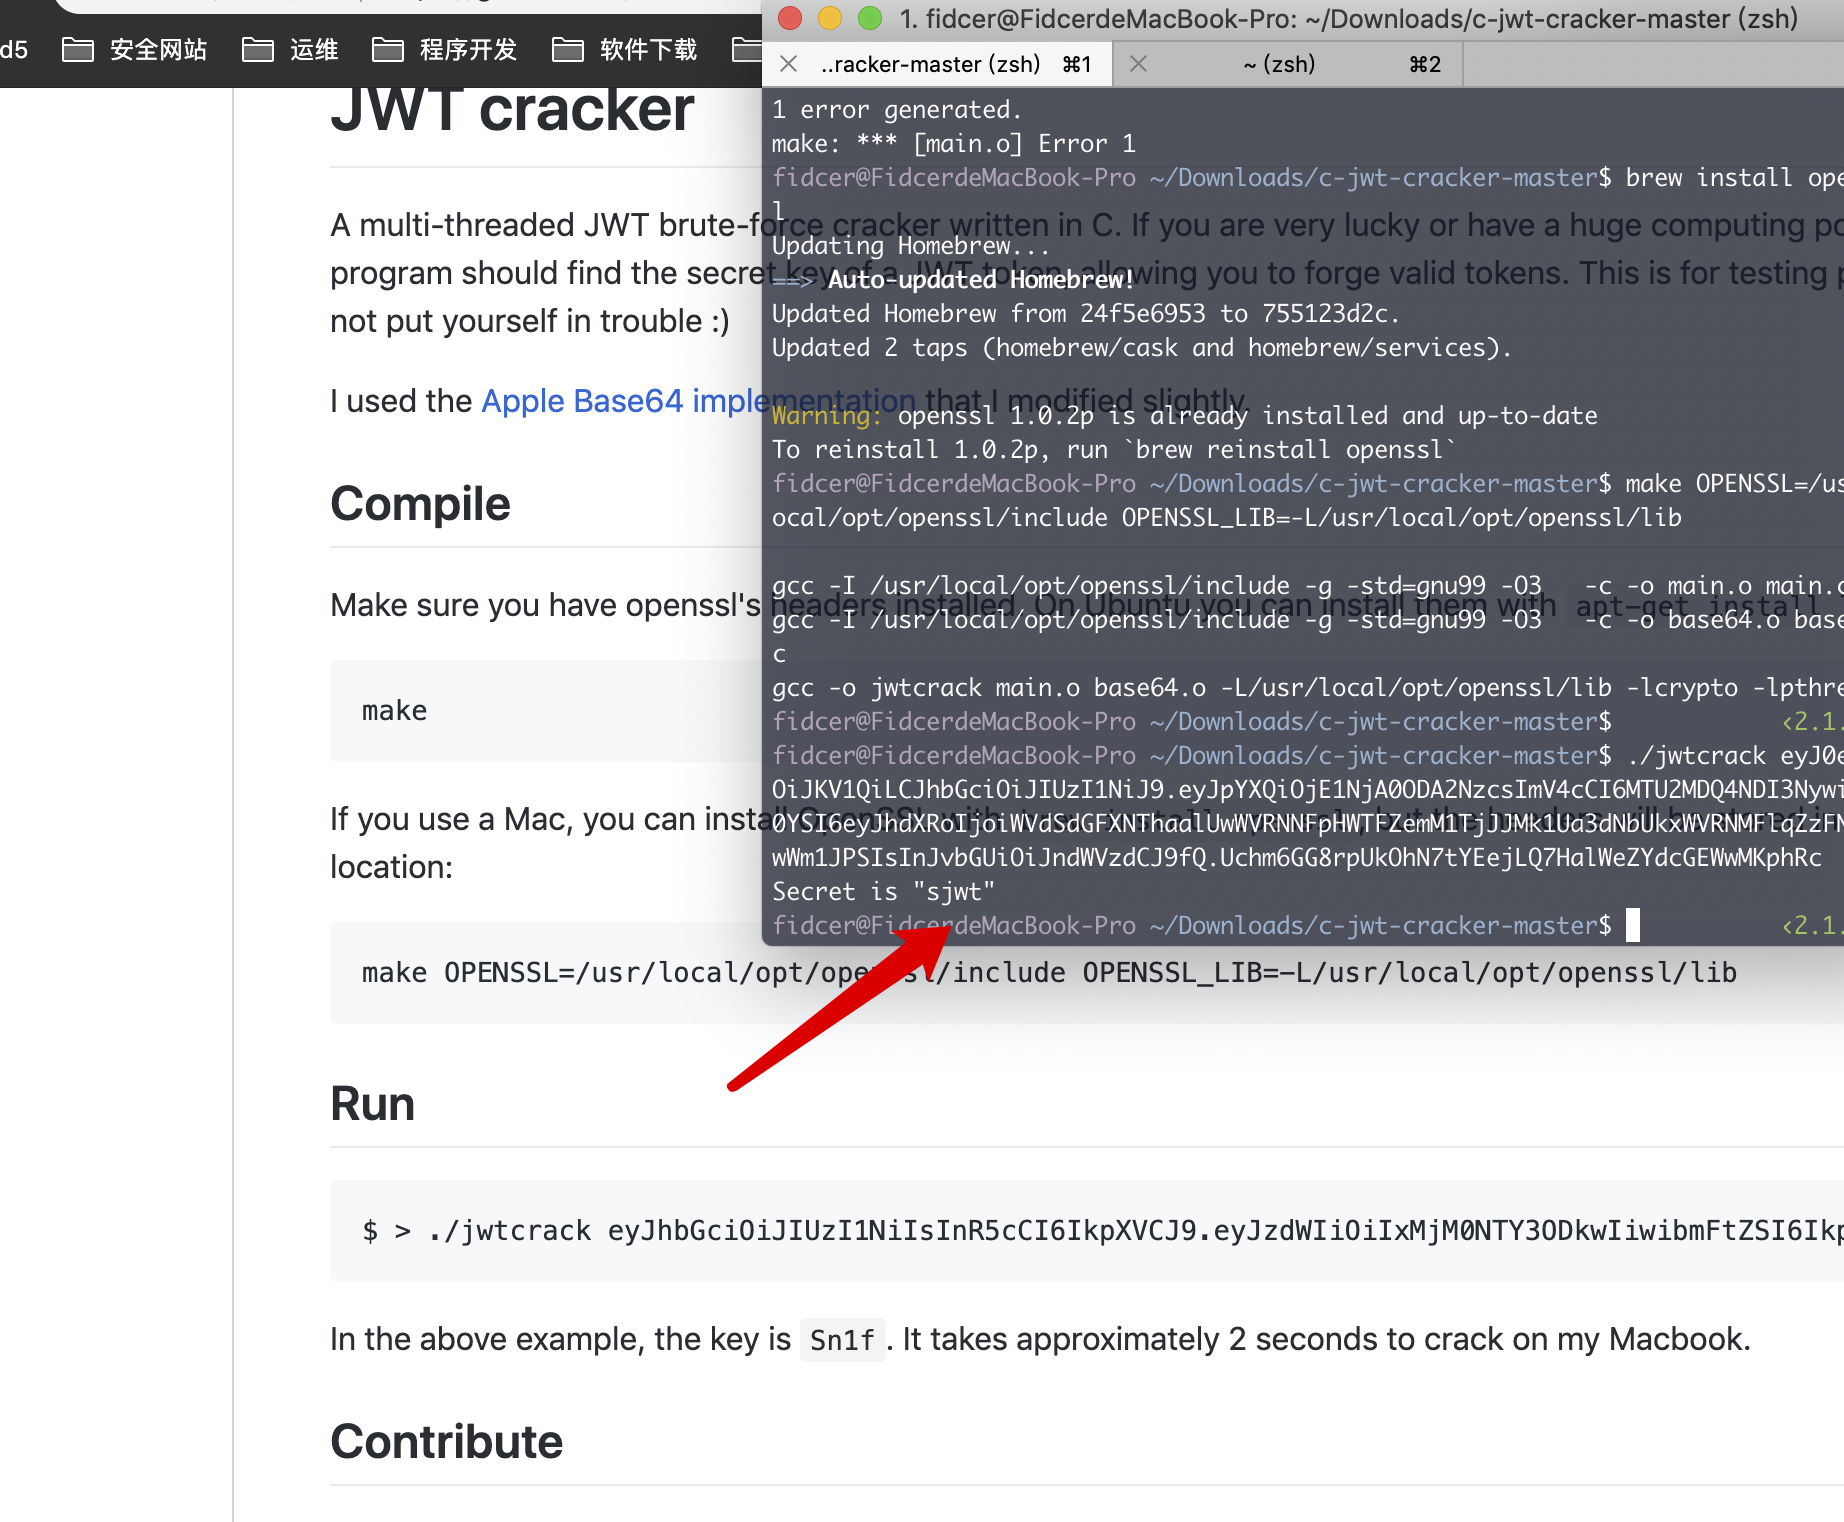 d5 安全网站 运维 程序开发 软件下载
1. fidcer@FidcerdeMacBook-Pro: ~/Downloads/c-jwt-cracker-master (zsh)
..racker-master (zsh) ⌘1 ~ (zsh) ⌘2
JWT cracker
A multi-threaded JWT brute-force cracker written in C. If you are very lucky or have a huge computing po
program should find the secret key of a JWT token, allowing you to forge valid tokens. This is for testing p
not put yourself in trouble :)
I used the Apple Base64 implementation that I modified slightly.
Compile
Make sure you have openssl's headers installed. On Ubuntu you can install them with apt-get install
make
If you use a Mac, you can install OpenSSL with brew install openssl, but the headers will be stored in
location:
make OPENSSL=/usr/local/opt/openssl/include OPENSSL_LIB=-L/usr/local/opt/openssl/lib
Run
$ > ./jwtcrack eyJhbGciOiJIUzI1NiIsInR5cCI6IkpXVCJ9.eyJzdWIiOiIxMjM0NTY3ODkwIiwibmFtZSI6Ikp
In the above example, the key is Sn1f. It takes approximately 2 seconds to crack on my Macbook.
Contribute
1 error generated.
make: *** [main.o] Error 1
fidcer@FidcerdeMacBook-Pro ~/Downloads/c-jwt-cracker-master$ brew install ope
l
Updating Homebrew...
==> Auto-updated Homebrew!
Updated Homebrew from 24f5e6953 to 755123d2c.
Updated 2 taps (homebrew/cask and homebrew/services).
Warning: openssl 1.0.2p is already installed and up-to-date
To reinstall 1.0.2p, run `brew reinstall openssl`
fidcer@FidcerdeMacBook-Pro ~/Downloads/c-jwt-cracker-master$ make OPENSSL=/us
ocal/opt/openssl/include OPENSSL_LIB=-L/usr/local/opt/openssl/lib
gcc -I /usr/local/opt/openssl/include -g -std=gnu99 -O3 -c -o main.o main.c
gcc -I /usr/local/opt/openssl/include -g -std=gnu99 -O3 -c -o base64.o base
c
gcc -o jwtcrack main.o base64.o -L/usr/local/opt/openssl/lib -lcrypto -lpthre
fidcer@FidcerdeMacBook-Pro ~/Downloads/c-jwt-cracker-master$ <2.1.
fidcer@FidcerdeMacBook-Pro ~/Downloads/c-jwt-cracker-master$ ./jwtcrack eyJ0e
OiJKV1QiLCJhbGciOiJIUzI1NiJ9.eyJpYXQiOjE1NjA0ODA2NzcsImV4cCI6MTU2MDQ4NDI3Nywi
wWm1JPSIsInJvbGUiOiJndWVzdCJ9fQ.Uchm6GG8rpUkOhN7tYEejLQ7HalWeZYdcGEWwMKphRc
Secret is "sjwt"
fidcer@FidcerdeMacBook-Pro ~/Downloads/c-jwt-cracker-master$ <2.1.